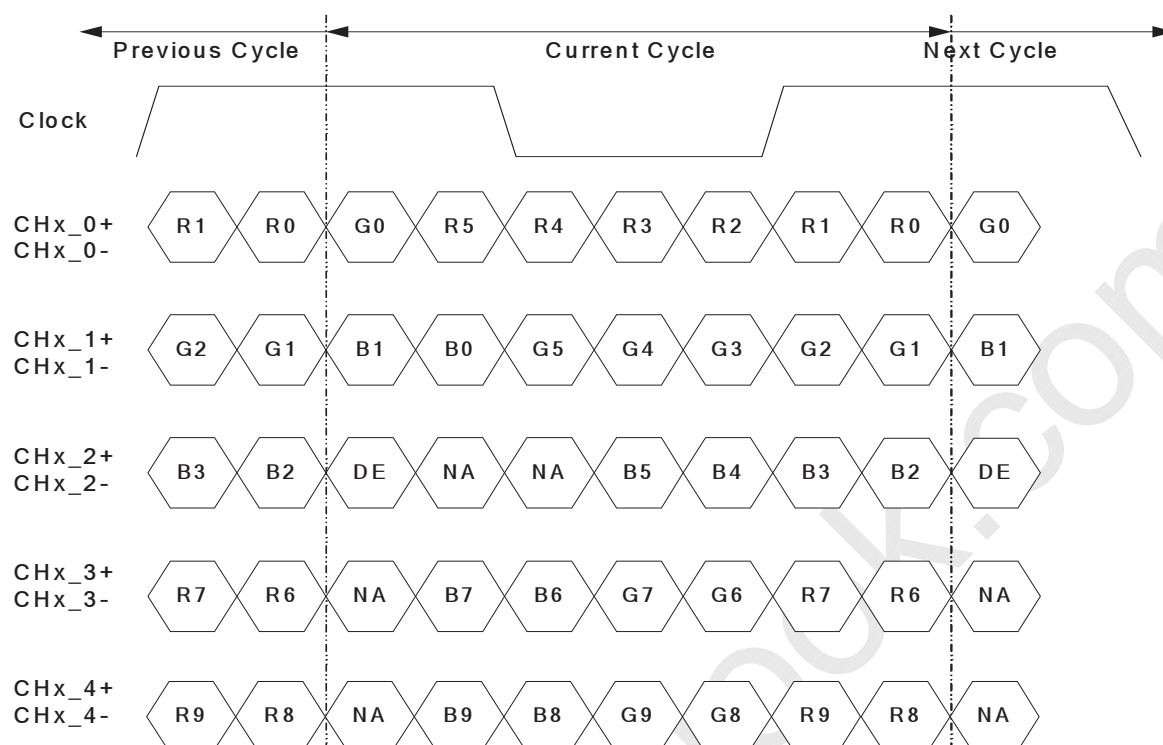 Previous Cycle Current Cycle Next Cycle
Clock
CHx_0+
CHx_0-
R1 R0 G0 R5 R4 R3 R2 R1 R0 G0
CHx_1+
CHx_1-
G2 G1 B1 B0 G5 G4 G3 G2 G1 B1
CHx_2+
CHx_2-
B3 B2 DE NA NA B5 B4 B3 B2 DE
CHx_3+
CHx_3-
R7 R6 NA B7 B6 G7 G6 R7 R6 NA
CHx_4+
CHx_4-
R9 R8 NA B9 B8 G9 G8 R9 R8 NA
ook.com